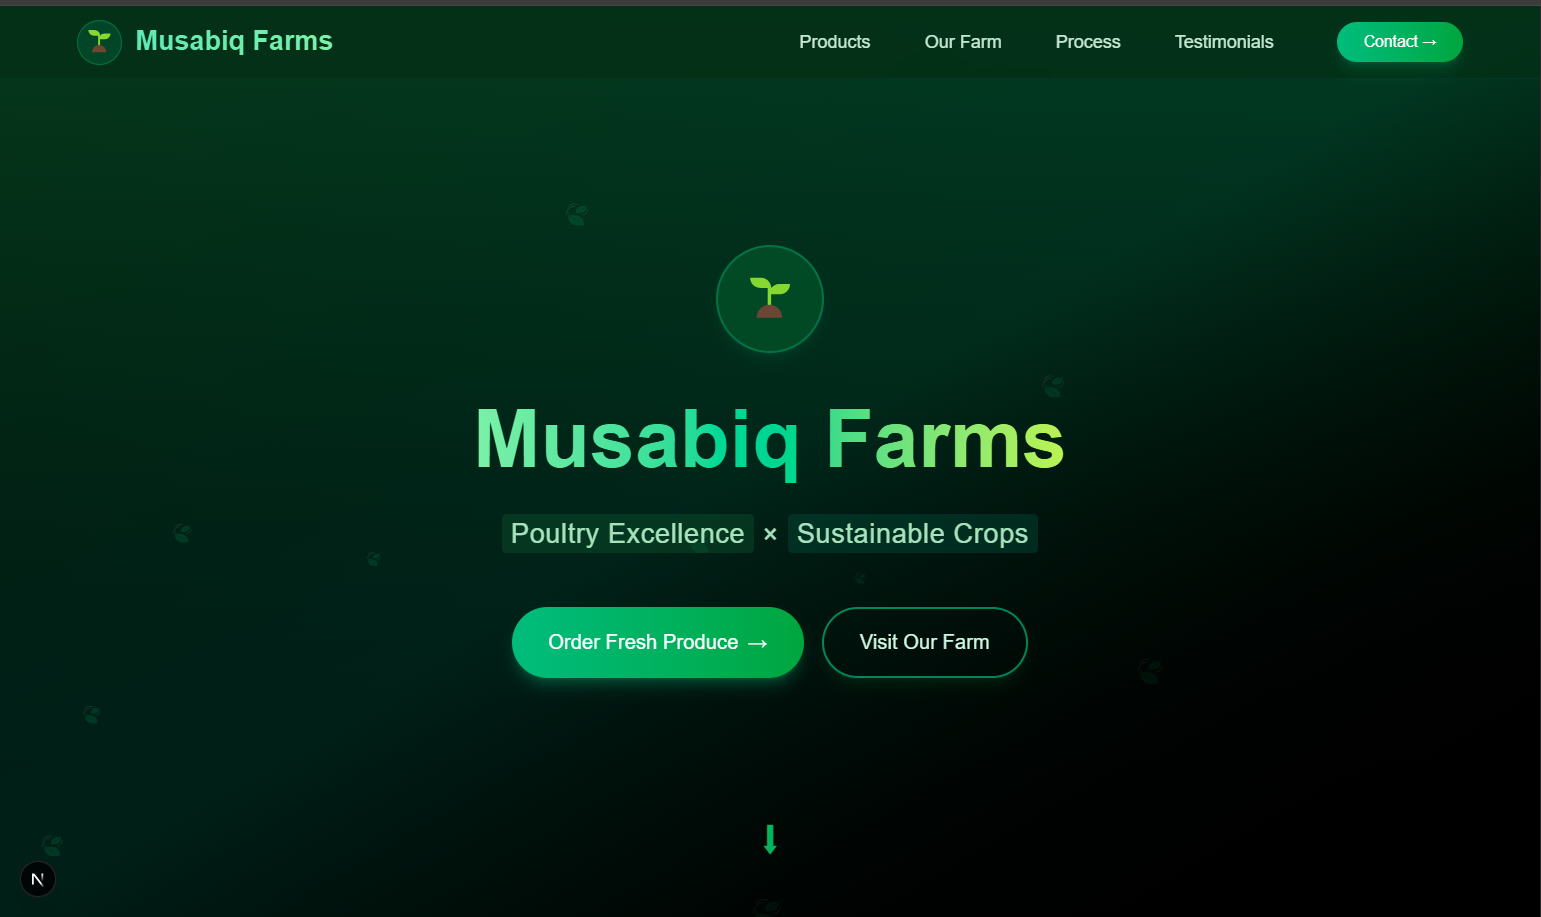 Musabiq Farms
Products
Our Farm
Process
Testimonials
Contact →
Musabiq Farms
Poultry Excellence × Sustainable Crops
Order Fresh Produce →
Visit Our Farm
N